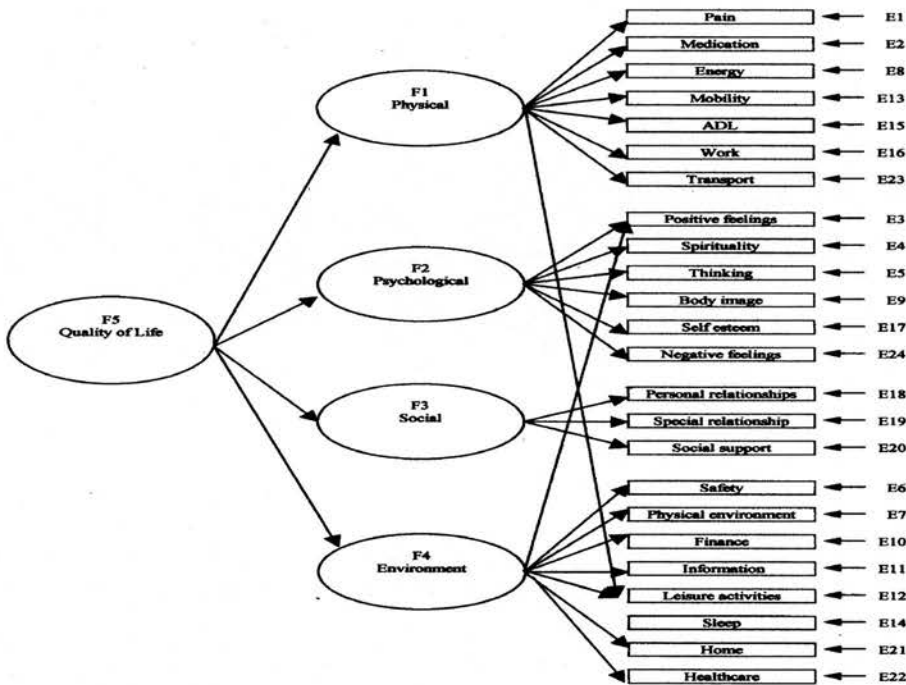 Pain E1
Medication E2
Energy E8
F1
Physical
Mobility E13
ADL E15
Work E16
Transport E23
Positive feelings E3
Spirituality E4
F2
Psychological
Thinking E5
Body image E9
Self esteem E17
Negative feelings E24
F5
Quality of Life
F3
Social
Personal relationships E18
Special relationship E19
Social support E20
Safety E6
Physical environment E7
Finance E10
F4
Environment
Information E11
Leisure activities E12
Sleep E14
Home E21
Healthcare E22